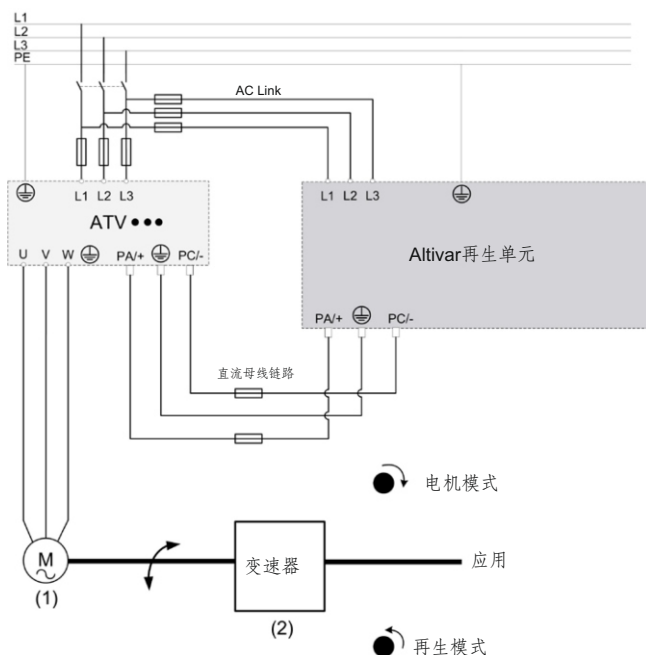 L1
L2
L3
PE
AC Link
L1 L2 L3
ATV •••
U V W PA/+ PC/-
L1 L2 L3
Altivar再生单元
PA/+ PC/-
直流母线链路
电机模式
M
(1)
变速器
(2)
应用
再生模式